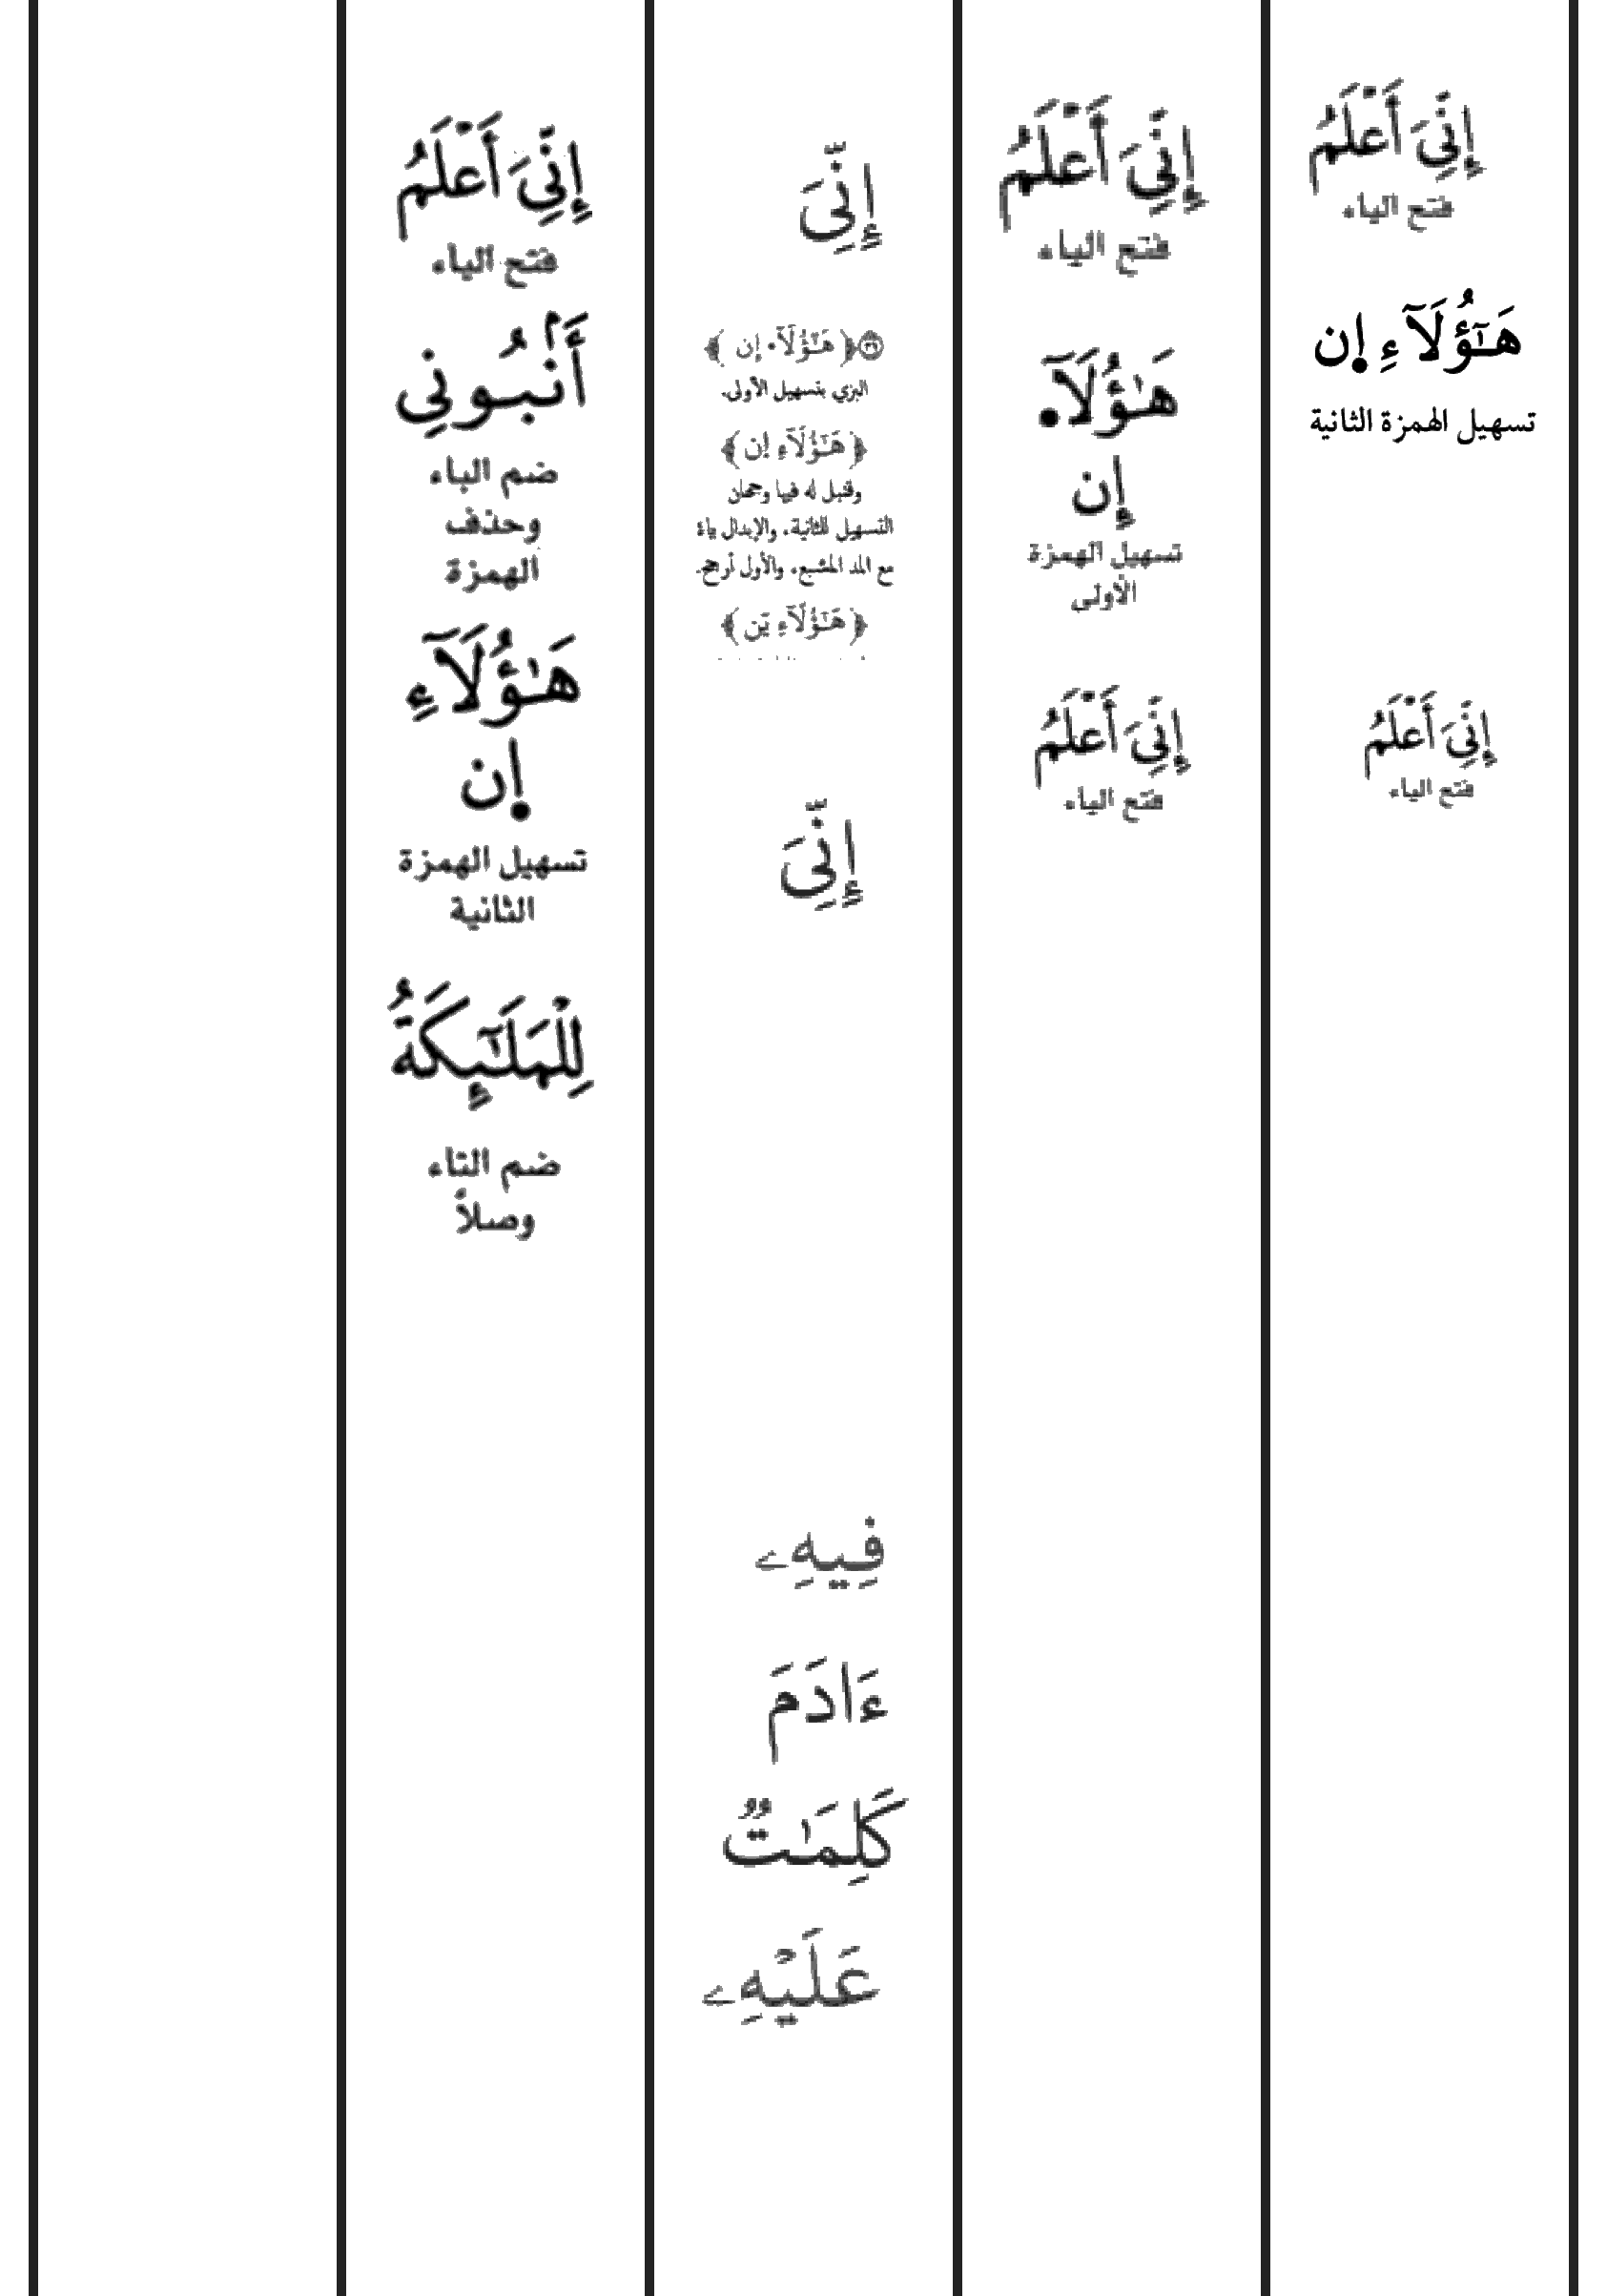 إِنِّىَ أَعْلَمُ
فتح الياء
هَـٰٓؤُلَآءِ اِن
تسهيل الهمزة الثانية
إِنِّىَ أَعْلَمُ
فتح الياء
إِنِّىَ أَعْلَمُ
فتح الياء
هَـٰؤُلَآ•
إِن
تسهيل الهمزة
الأولى
إِنِّىَ أَعْلَمُ
فتح الياء
إِنِّىَ
٣١ ﴿هَـٰٓؤُلَآ• إِن﴾
البزي بتسهيل الأولى.
﴿هَـٰٓؤُلَآءِ اِن﴾
وقنبل له فيها وجهان
التسهيل للثانية، والإبدال ياءً
مع المد المشبع، والأول أرجح.
﴿هَـٰٓؤُلَآءِ يٓن﴾
إِنِّىَ
فِيهِۦ
ءَادَمَ
كَلِمَـٰتٌ
عَلَيْهِۦ
إِنِّىَ أَعْلَمُ
فتح الياء
أَنۢبُونِى
ضم الباء
وحذف
الهمزة
هَـٰؤُلَآءِ
اِن
تسهيل الهمزة
الثانية
لِلْمَلَـٰٓئِكَةُ
ضم التاء
وصلاً